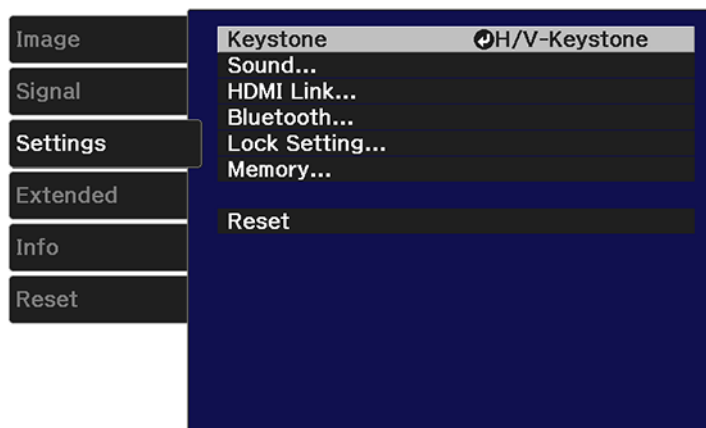 Image
Signal
Settings
Extended
Info
Reset
Keystone H/V-Keystone
Sound...
HDMI Link...
Bluetooth...
Lock Setting...
Memory...
Reset